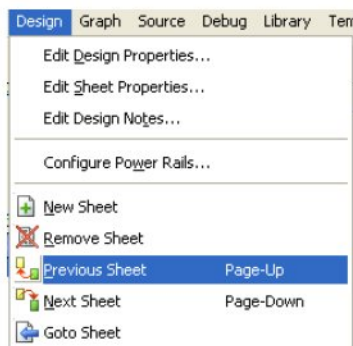 Design Graph Source Debug Library Tem
Edit Design Properties...
Edit Sheet Properties...
Edit Design Notes...
Configure Power Rails...
New Sheet
Remove Sheet
Previous Sheet Page-Up
Next Sheet Page-Down
Goto Sheet